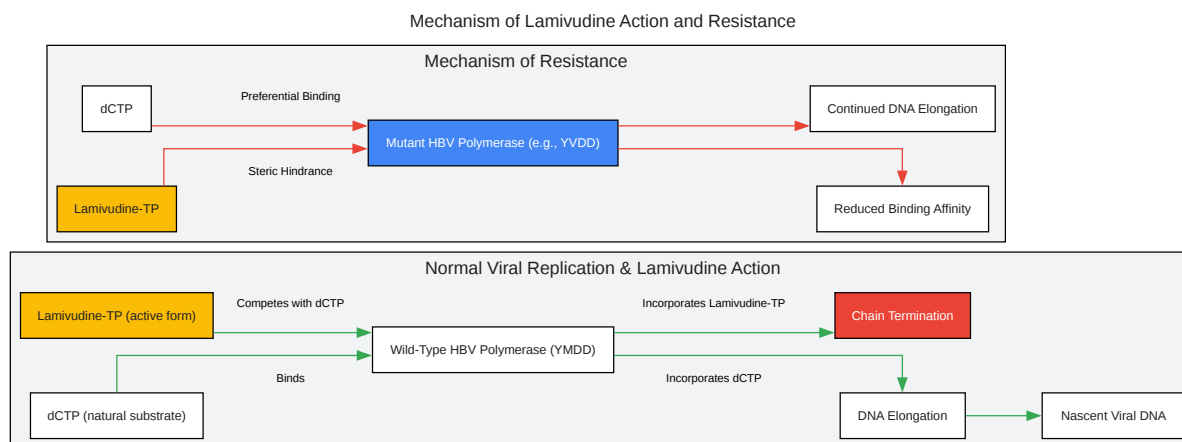 Mechanism of Lamivudine Action and Resistance
Mechanism of Resistance
dCTP
Preferential Binding
Continued DNA Elongation
Mutant HBV Polymerase (e.g., YVDD)
Steric Hindrance
Lamivudine-TP
Reduced Binding Affinity
Normal Viral Replication & Lamivudine Action
Lamivudine-TP (active form)
Competes with dCTP
Incorporates Lamivudine-TP
Chain Termination
Wild-Type HBV Polymerase (YMDD)
Binds
Incorporates dCTP
dCTP (natural substrate)
DNA Elongation
Nascent Viral DNA